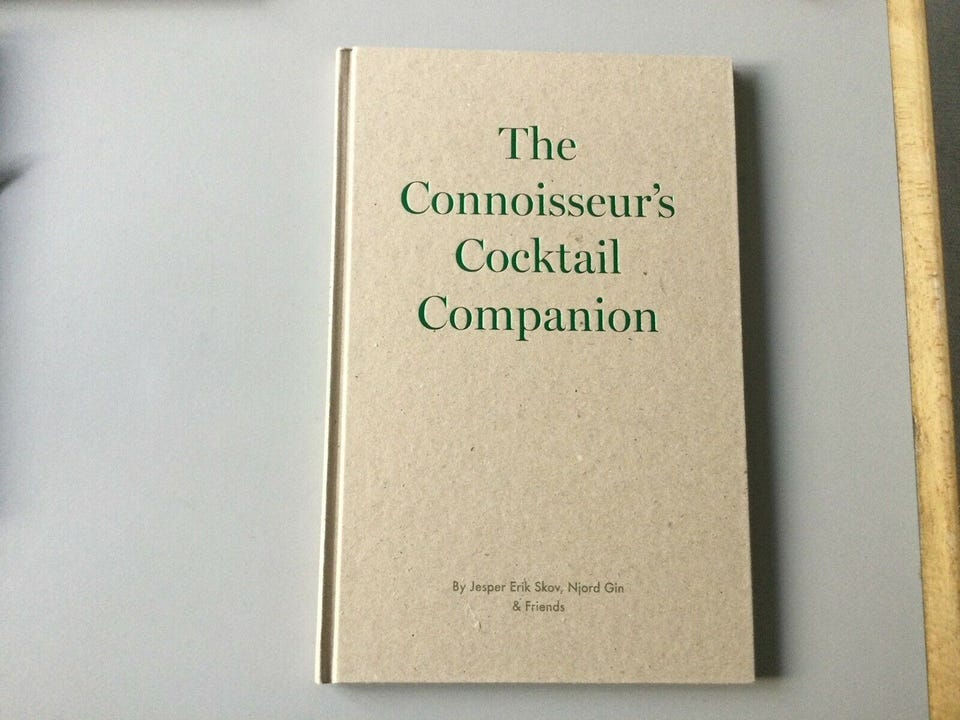 The
Connoisseur’s
Cocktail
Companion
By Jesper Erik Skov, Njord Gin
& Friends